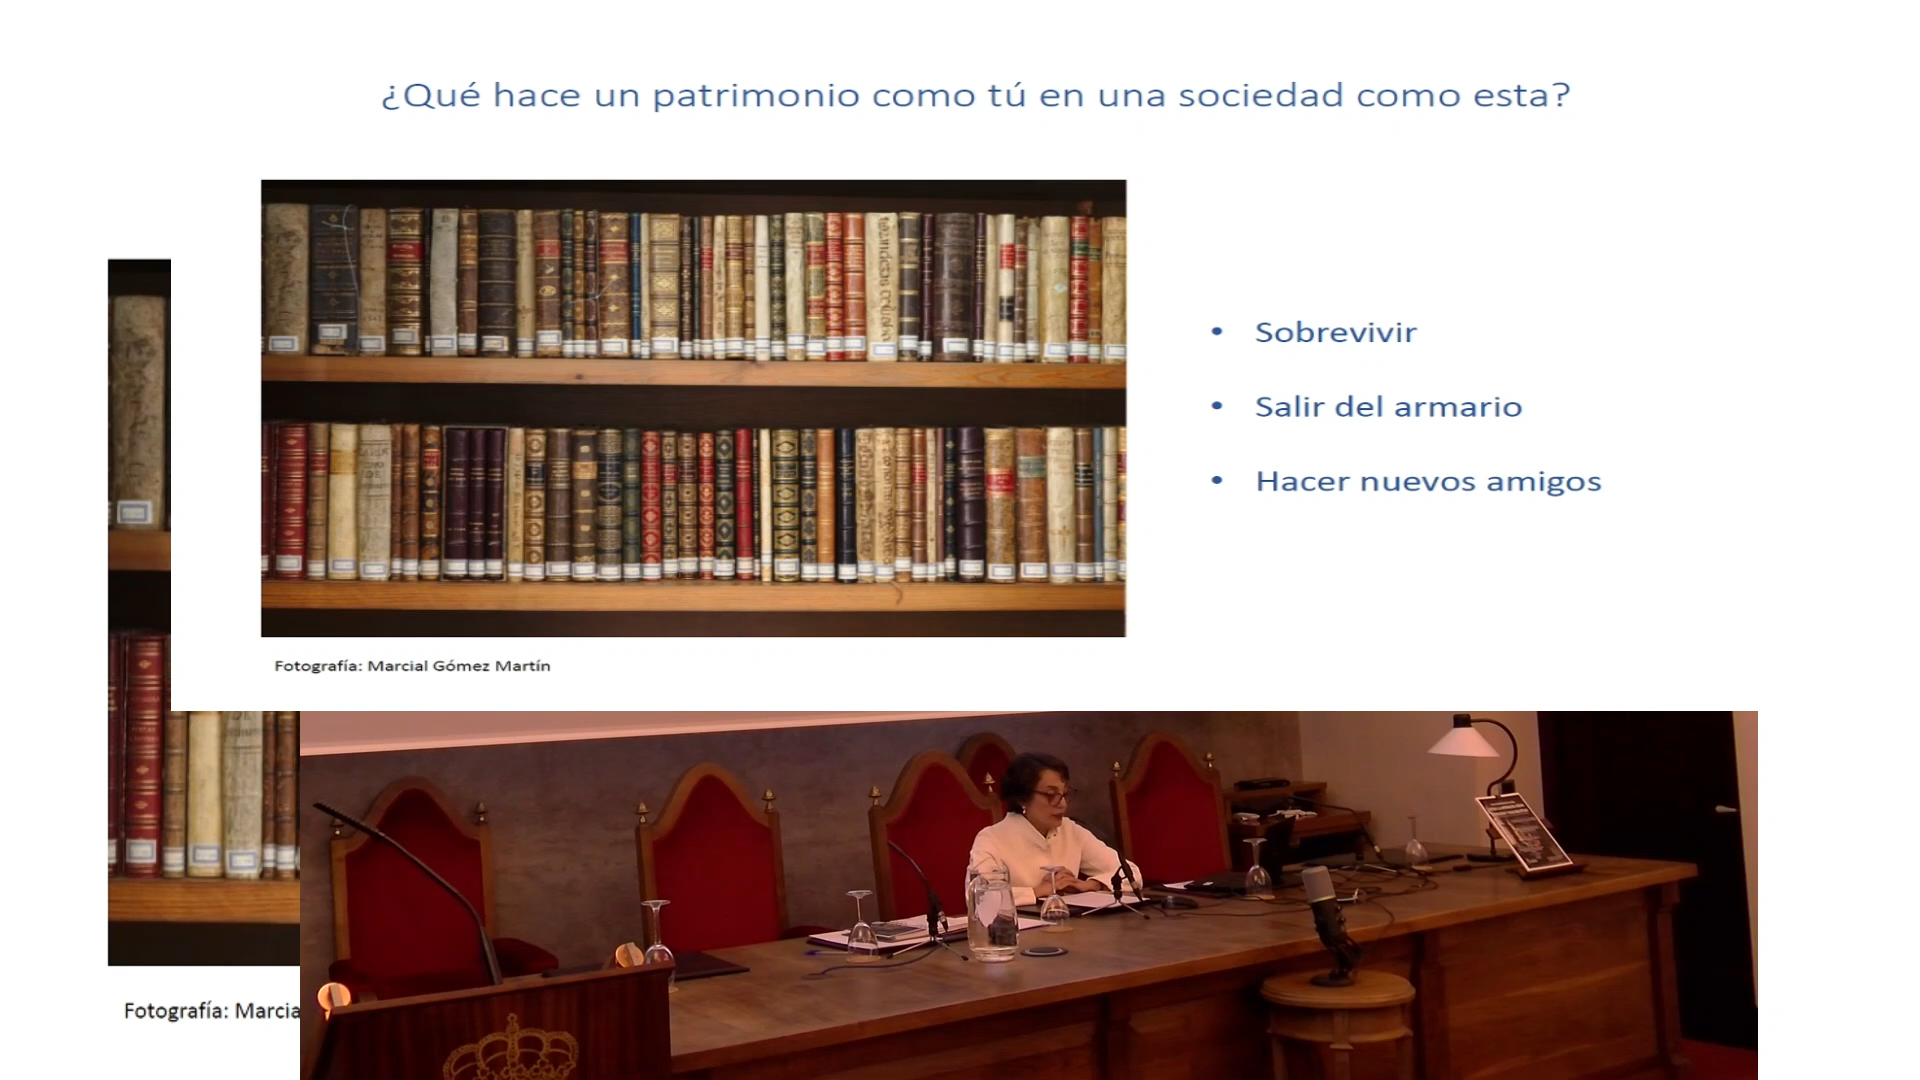 ¿Qué hace un patrimonio como tú en una sociedad como esta?
• Sobrevivir
• Salir del armario
• Hacer nuevos amigos
Fotografía: Marcial Gómez Martín
Fotografía: Marcia